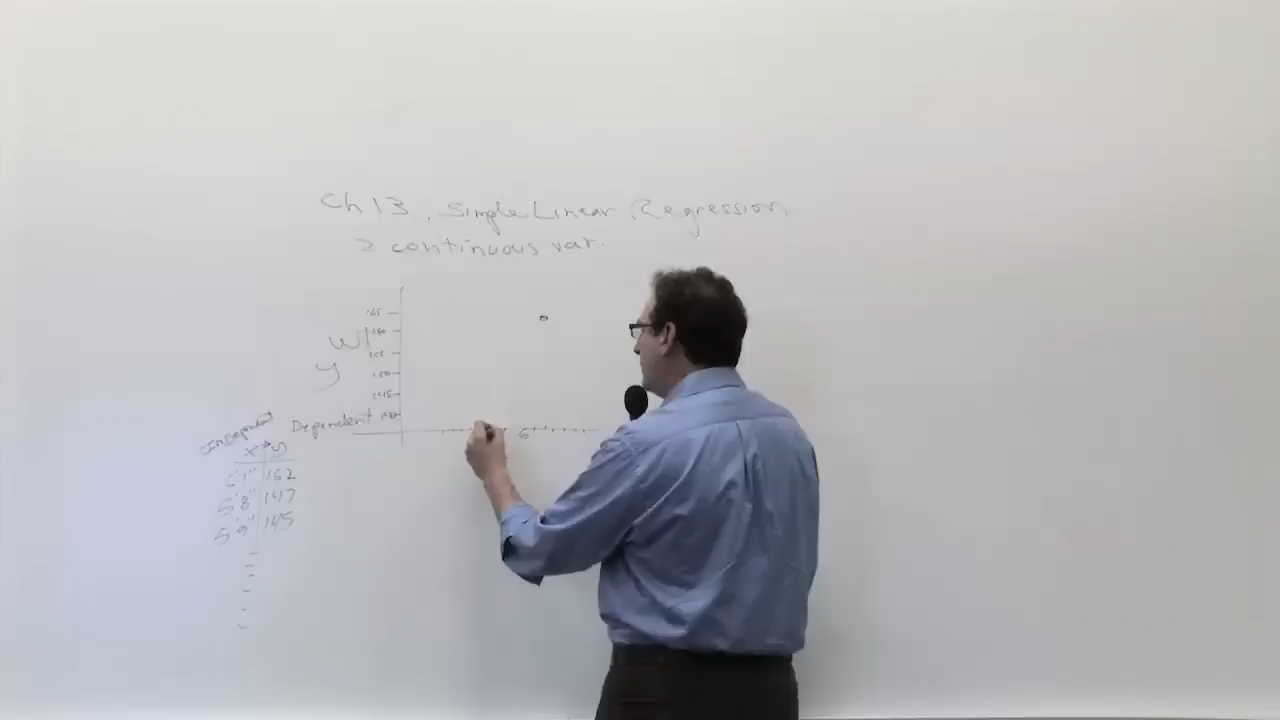 Ch 13. Simple Linear Regression
2 continuous var.
165
Wt 160
155
y
150
145
Dependent 140
6
Independent
X Y
6'1" 162
5'8" 147
5'9" 145